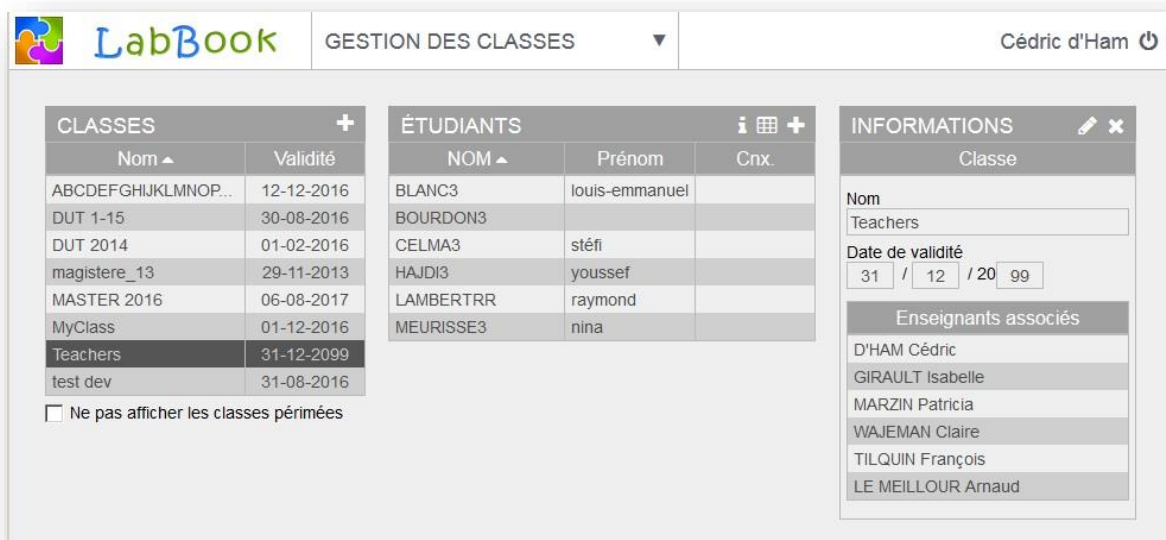 LabBook GESTION DES CLASSES ▼ Cédric d'Ham
CLASSES
Nom Validité
ABCDEFGHIJKLMNOP... 12-12-2016
DUT 1-15 30-08-2016
DUT 2014 01-02-2016
magistere_13 29-11-2013
MASTER 2016 06-08-2017
MyClass 01-12-2016
Teachers 31-12-2099
test dev 31-08-2016
Ne pas afficher les classes périmées
ÉTUDIANTS
NOM Prénom Cnx.
BLANC3 louis-emmanuel
BOURDON3
CELMA3 stéfi
HAJDI3 youssef
LAMBERTRR raymond
MEURISSE3 nina
INFORMATIONS
Classe
Nom
Teachers
Date de validité
31 / 12 / 20 99
Enseignants associés
D'HAM Cédric
GIRAULT Isabelle
MARZIN Patricia
WAJEMAN Claire
TILQUIN François
LE MEILLOUR Arnaud